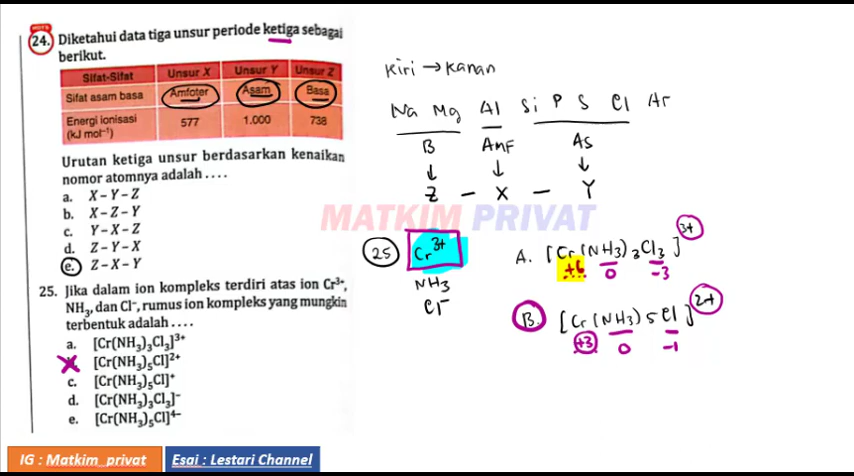 HOTS
24. Diketahui data tiga unsur periode ketiga sebagai
berikut.
Sifat-Sifat Unsur X Unsur Y Unsur Z
Sifat asam basa Amfoter Asam Basa
Energi ionisasi (kJ mol⁻¹) 577 1.000 738
Urutan ketiga unsur berdasarkan kenaikan
nomor atomnya adalah . . . .
a. X – Y – Z
b. X – Z – Y
c. Y – X – Z
d. Z – Y – X
e. Z – X – Y
25. Jika dalam ion kompleks terdiri atas ion Cr³⁺,
NH₃, dan Cl⁻, rumus ion kompleks yang mungkin
terbentuk adalah . . . .
a. [Cr(NH₃)₃Cl₃]³⁺
[Cr(NH₃)₅Cl]²⁺
c. [Cr(NH₃)₅Cl]⁺
d. [Cr(NH₃)₃Cl₃]⁻
e. [Cr(NH₃)₅Cl]⁴⁻
Kiri → Kanan
Na Mg Al Si P S Cl Ar
B Amf As
↓ ↓ ↓
Z – X – Y
MATKIM PRIVAT
25 Cr³⁺
NH₃
Cl⁻
A. [Cr(NH₃)₃Cl₃]³⁺
+6 0 -3
B. [Cr(NH₃)5Cl]²⁺
+3 0 -1
IG : Matkim_privat Esai : Lestari Channel